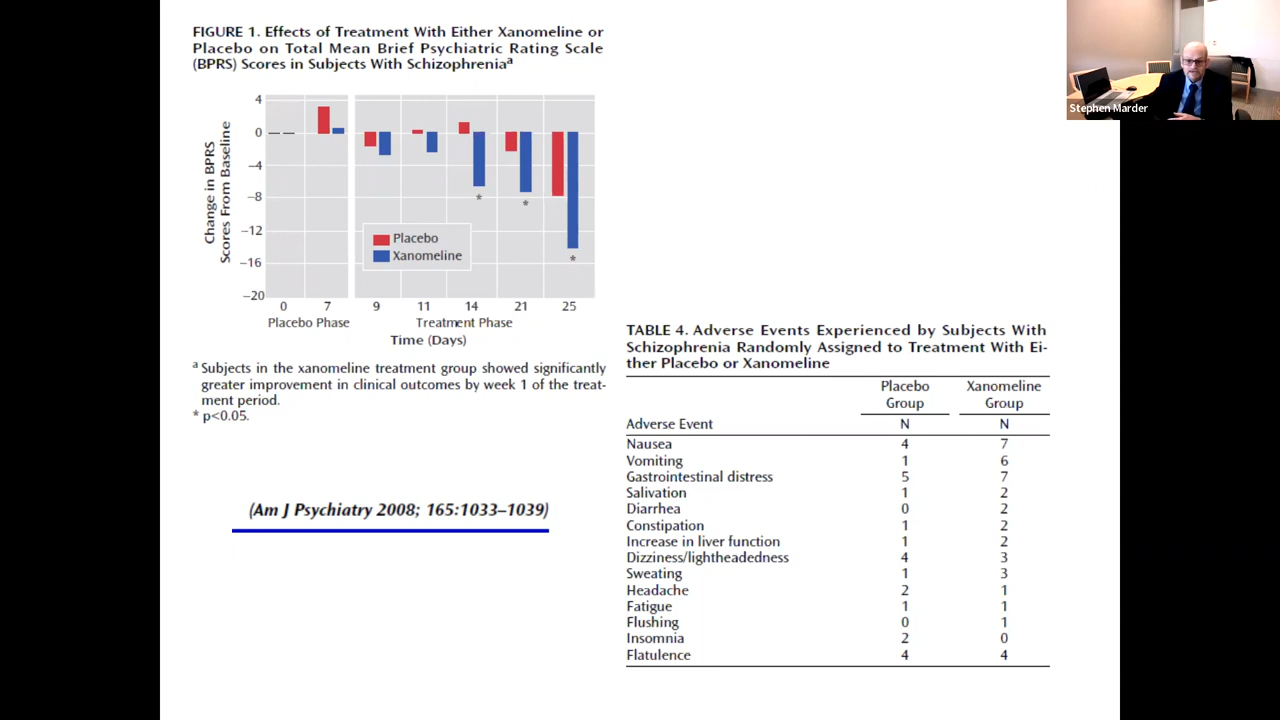 FIGURE 1. Effects of Treatment With Either Xanomeline or
Placebo on Total Mean Brief Psychiatric Rating Scale
(BPRS) Scores in Subjects With Schizophreniaa
Change in BPRS
Scores From Baseline
4
0
−4
−8
−12
−16
−20
*
*
*
Placebo
Xanomeline
0 7 9 11 14 21 25
Placebo Phase Treatment Phase
Time (Days)
a Subjects in the xanomeline treatment group showed significantly
greater improvement in clinical outcomes by week 1 of the treat-
ment period.
* p<0.05.
(Am J Psychiatry 2008; 165:1033–1039)
Stephen Marder
TABLE 4. Adverse Events Experienced by Subjects With
Schizophrenia Randomly Assigned to Treatment With Ei-
ther Placebo or Xanomeline
Placebo Group Xanomeline Group
Adverse Event N N
Nausea 4 7
Vomiting 1 6
Gastrointestinal distress 5 7
Salivation 1 2
Diarrhea 0 2
Constipation 1 2
Increase in liver function 1 2
Dizziness/lightheadedness 4 3
Sweating 1 3
Headache 2 1
Fatigue 1 1
Flushing 0 1
Insomnia 2 0
Flatulence 4 4